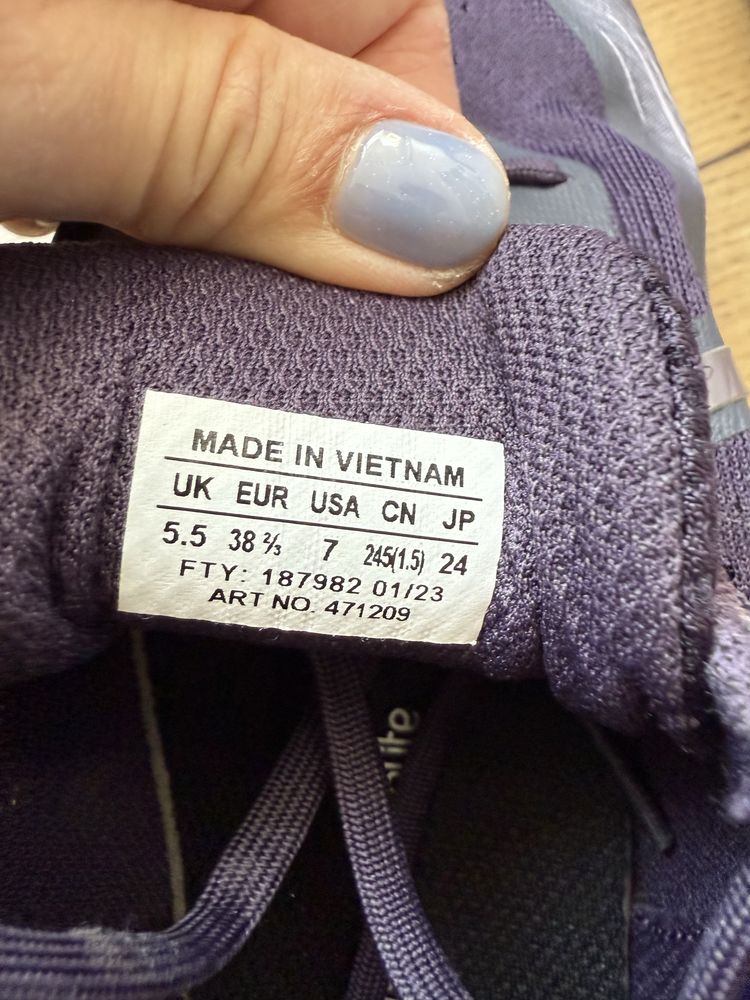 MADE IN VIETNAM
UK EUR USA CN JP
5.5 38 ⅔ 7 245(1.5) 24
FTY: 187982 01/23
ART NO. 471209